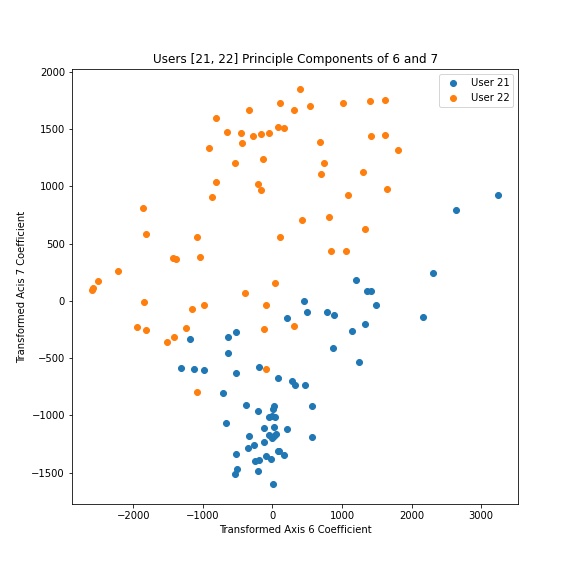 Users [21, 22] Principle Components of 6 and 7
User 21
User 22
2000
1500
1000
500
0
−500
−1000
−1500
Transformed Acis 7 Coefficient
−2000
−1000
0
1000
2000
3000
Transformed Axis 6 Coefficient